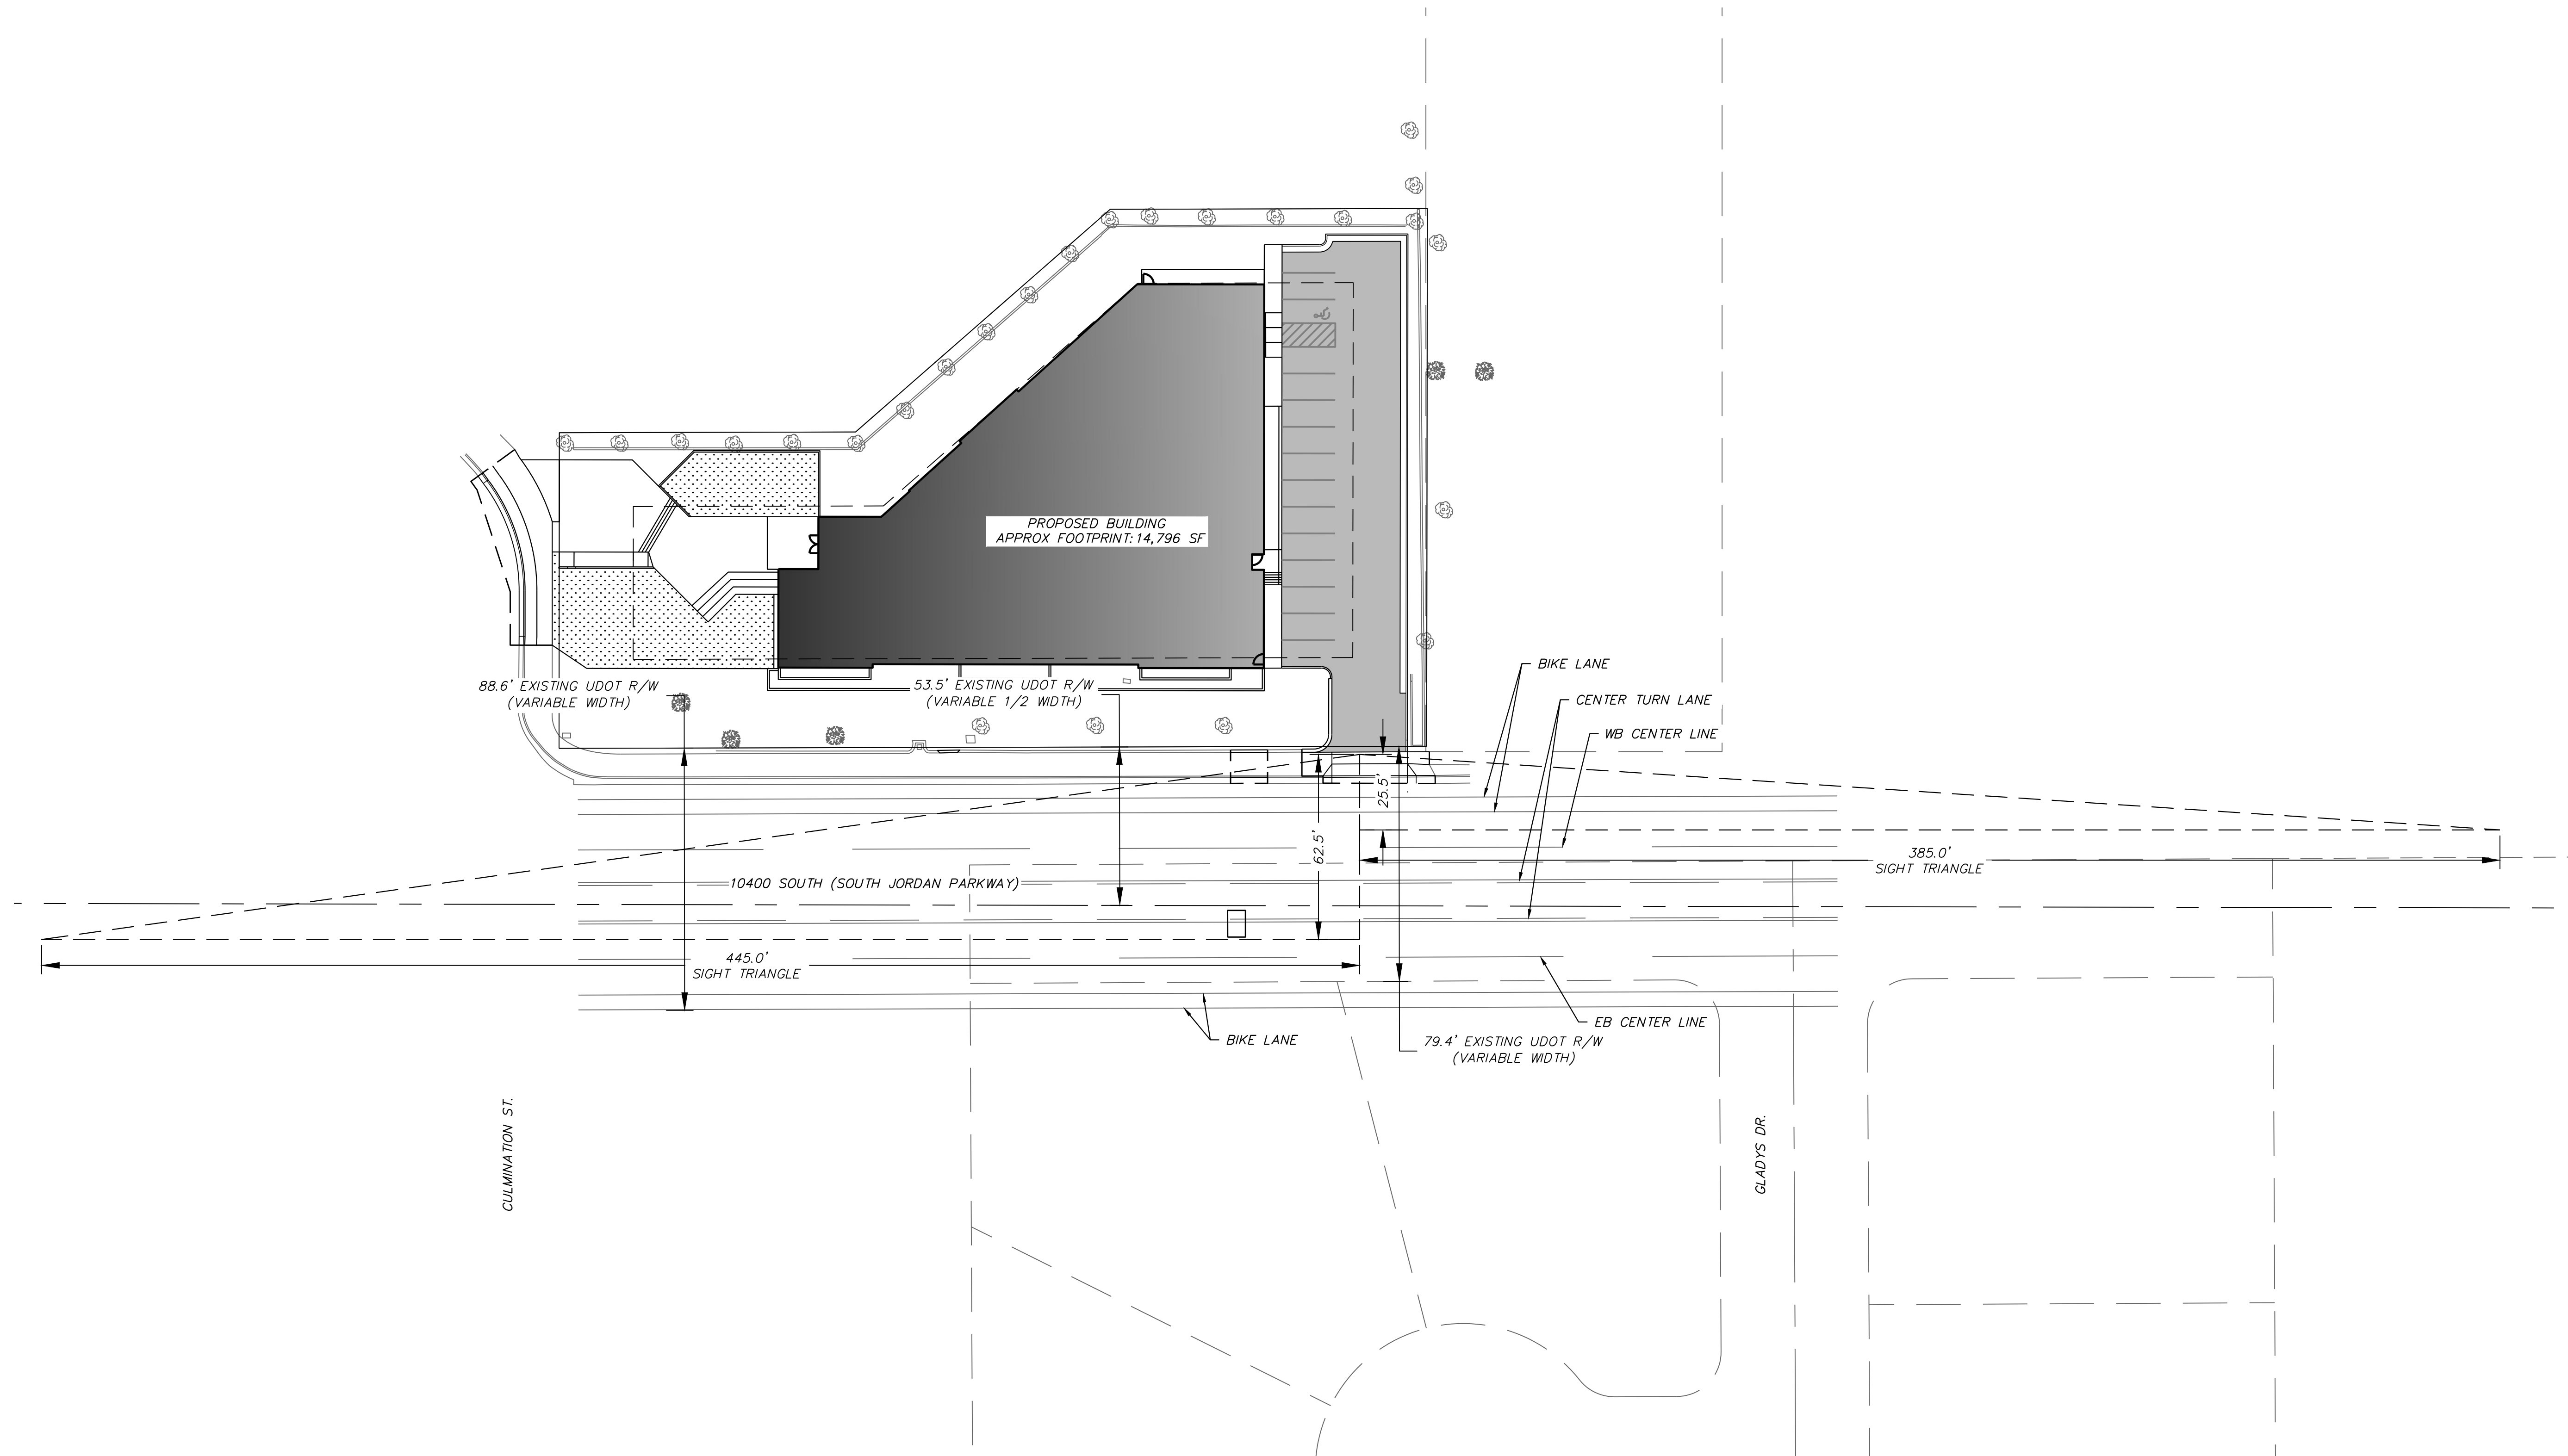 PROPOSED BUILDING
APPROX FOOTPRINT: 14,796 SF
88.6' EXISTING UDOT R/W
(VARIABLE WIDTH)
53.5' EXISTING UDOT R/W
(VARIABLE 1/2 WIDTH)
BIKE LANE
CENTER TURN LANE
WB CENTER LINE
25.5'
62.5'
385.0'
SIGHT TRIANGLE
10400 SOUTH (SOUTH JORDAN PARKWAY)
445.0'
SIGHT TRIANGLE
EB CENTER LINE
BIKE LANE
79.4' EXISTING UDOT R/W
(VARIABLE WIDTH)
CULMINATION ST.
GLADYS DR.